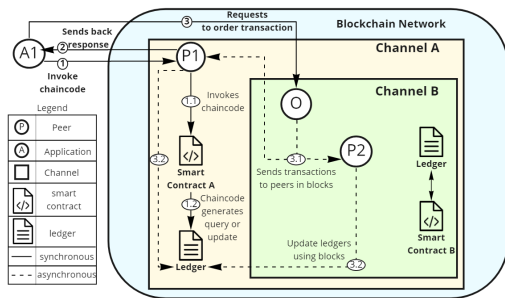 3
Requests
to order transaction
Blockchain Network
Sends back
response
2
A1
1
Invoke
chaincode
P1
Channel A
Channel B
1.1
Invokes
chaincode
O
P2
3.2
3.1
Smart
Contract A
Sends transactions
to peers in blocks
Ledger
1.2
Chaincode
generates
query or
update
Smart
Contract B
Ledger
Update ledgers
using blocks
3.2
Legend
P
Peer
A
Application
Channel
smart
contract
ledger
synchronous
asynchronous